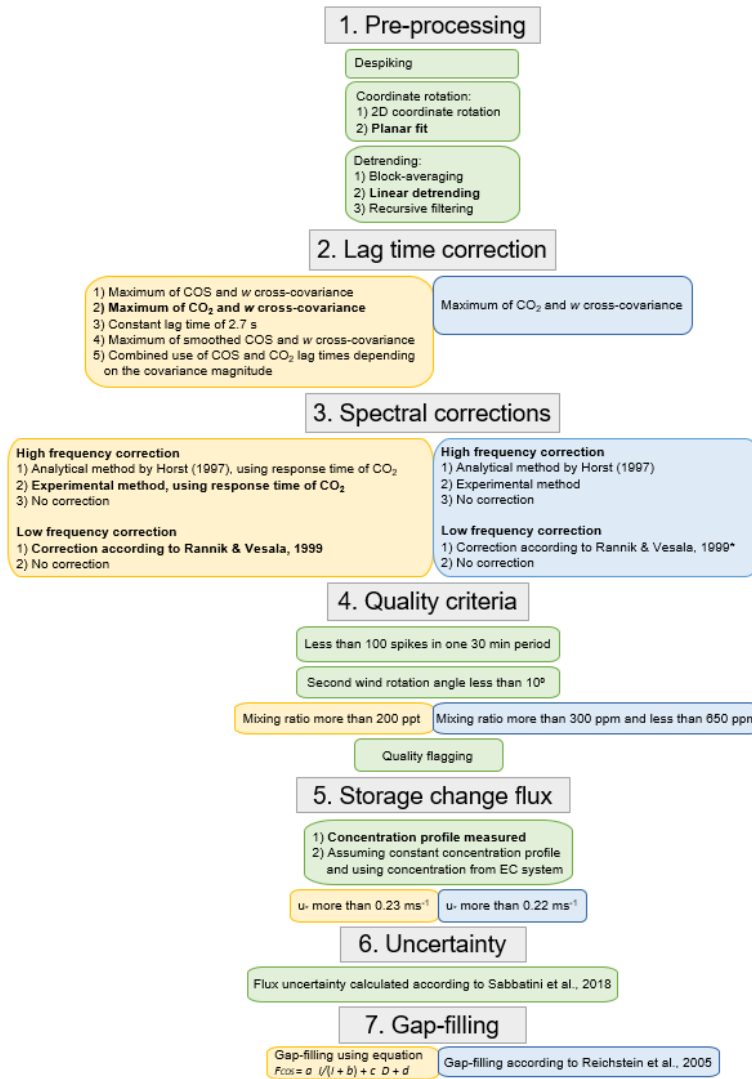 1. Pre-processing
Despiking
Coordinate rotation:
1) 2D coordinate rotation
2) Planar fit
Detrending:
1) Block-averaging
2) Linear detrending
3) Recursive filtering
2. Lag time correction
1) Maximum of COS and w cross-covariance
2) Maximum of CO₂ and w cross-covariance
3) Constant lag time of 2.7 s
4) Maximum of smoothed COS and w cross-covariance
5) Combined use of COS and CO₂ lag times depending
on the covariance magnitude
Maximum of CO₂ and w cross-covariance
3. Spectral corrections
High frequency correction
1) Analytical method by Horst (1997), using response time of CO₂
2) Experimental method, using response time of CO₂
3) No correction
Low frequency correction
1) Correction according to Rannik & Vesala, 1999
2) No correction
High frequency correction
1) Analytical method by Horst (1997)
2) Experimental method
3) No correction
Low frequency correction
1) Correction according to Rannik & Vesala, 1999*
2) No correction
4. Quality criteria
Less than 100 spikes in one 30 min period
Second wind rotation angle less than 10º
Mixing ratio more than 200 ppt
Mixing ratio more than 300 ppm and less than 650 ppm
Quality flagging
5. Storage change flux
1) Concentration profile measured
2) Assuming constant concentration profile
and using concentration from EC system
u* more than 0.23 ms⁻¹
u* more than 0.22 ms⁻¹
6. Uncertainty
Flux uncertainty calculated according to Sabbatini et al., 2018
7. Gap-filling
Gap-filling using equation
F_COS = a I/(I + b) + c D + d
Gap-filling according to Reichstein et al., 2005